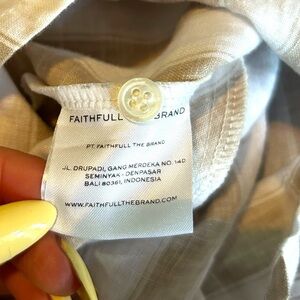 FAITHFULL BRAND
PT. FAITHFULL THE BRAND
JL. DRUPADI, GANG MERDEKA NO. 14D
SEMINYAK - DENPASAR
BALI 80361, INDONESIA
WWW.FAITHFULLTHEBRAND.COM